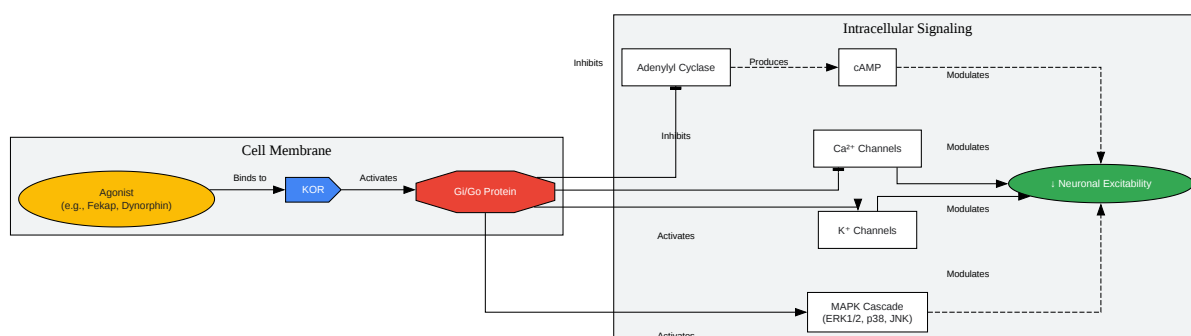 Intracellular Signaling
Inhibits
Adenylyl Cyclase
Produces
cAMP
Modulates
Cell Membrane
Inhibits
Ca²⁺ Channels
Modulates
Agonist
(e.g., Fekap, Dynorphin)
Binds to
KOR
Activates
Gi/Go Protein
↓ Neuronal Excitability
Modulates
Activates
K⁺ Channels
Modulates
MAPK Cascade
(ERK1/2, p38, JNK)
Activates